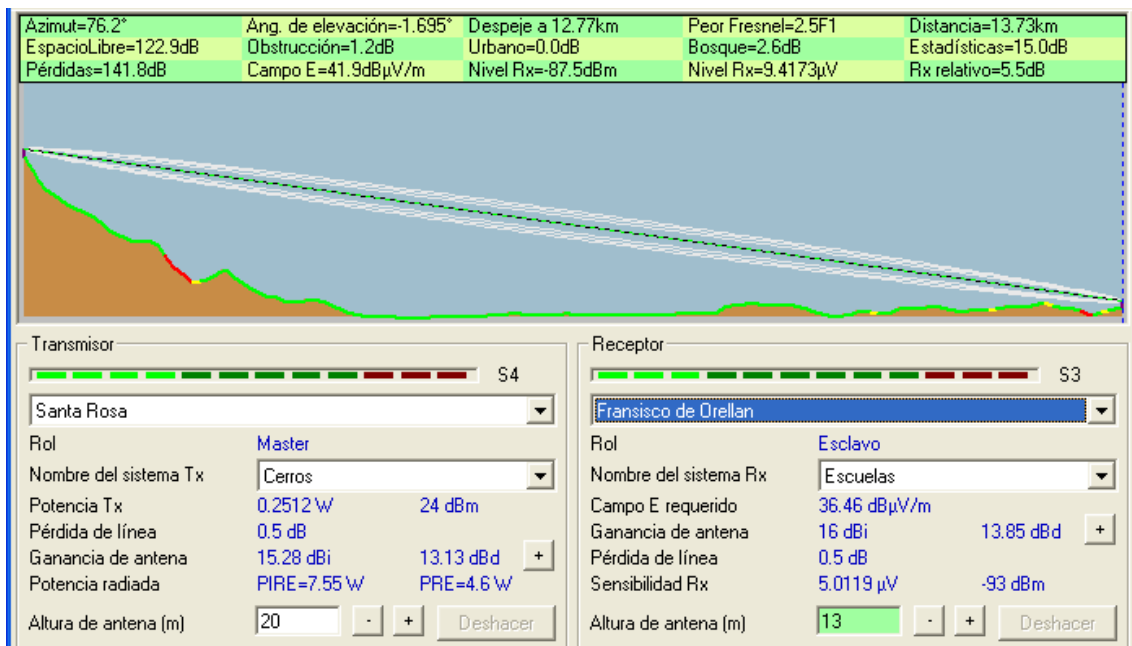 Azimut=76.2° Ang. de elevación=-1.695° Despeje a 12.77km Peor Fresnel=2.5F1 Distancia=13.73km
EspacioLibre=122.9dB Obstrucción=1.2dB Urbano=0.0dB Bosque=2.6dB Estadísticas=15.0dB
Pérdidas=141.8dB Campo E=41.9dBµV/m Nivel Rx=-87.5dBm Nivel Rx=9.4173µV Rx relativo=5.5dB
Transmisor
S4
Santa Rosa
Rol Master
Nombre del sistema Tx Cerros
Potencia Tx 0.2512 W 24 dBm
Pérdida de línea 0.5 dB
Ganancia de antena 15.28 dBi 13.13 dBd +
Potencia radiada PIRE=7.55 W PRE=4.6 W
Altura de antena (m) 20 - + Deshacer
Receptor
S3
Fransisco de Orellan
Rol Esclavo
Nombre del sistema Rx Escuelas
Campo E requerido 36.46 dBµV/m
Ganancia de antena 16 dBi 13.85 dBd +
Pérdida de línea 0.5 dB
Sensibilidad Rx 5.0119 µV -93 dBm
Altura de antena (m) 13 - + Deshacer